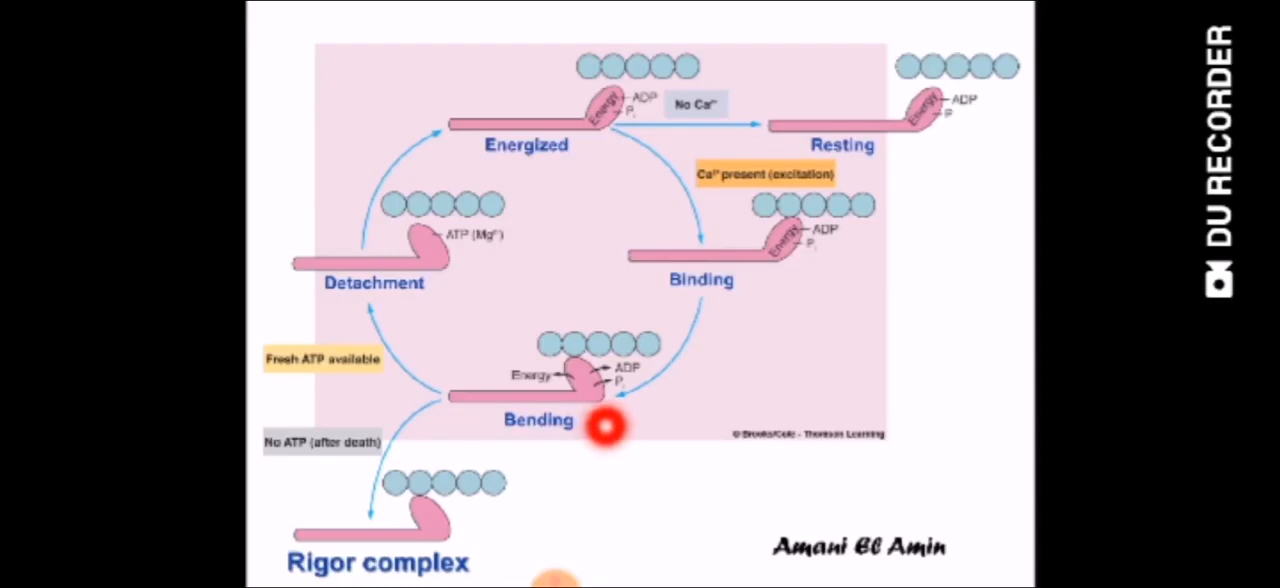 Energy
ADP
Pi
No Ca²⁺
Energized
Energy
ADP
P
Resting
Ca²⁺ present (excitation)
ATP (Mg²⁺)
Detachment
Energy
ADP
Pi
Binding
Fresh ATP available
Energy
ADP
Pi
Bending
© Brooks/Cole - Thomson Learning
No ATP (after death)
Rigor complex
Amani El Amin
DU RECORDER